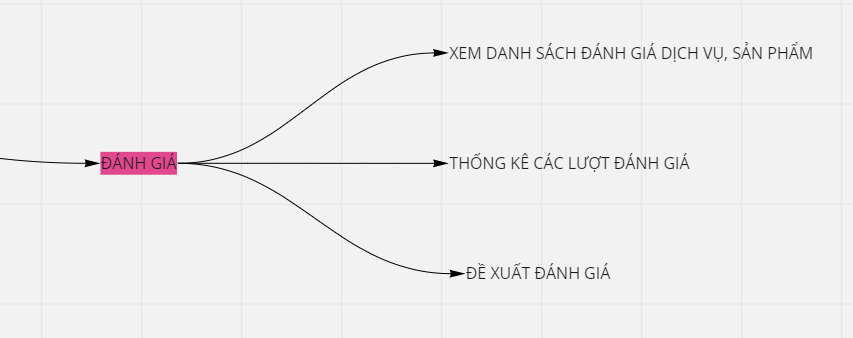 XEM DANH SÁCH ĐÁNH GIÁ DỊCH VỤ, SẢN PHẨM
ĐÁNH GIÁ
THỐNG KÊ CÁC LƯỢT ĐÁNH GIÁ
ĐỀ XUẤT ĐÁNH GIÁ